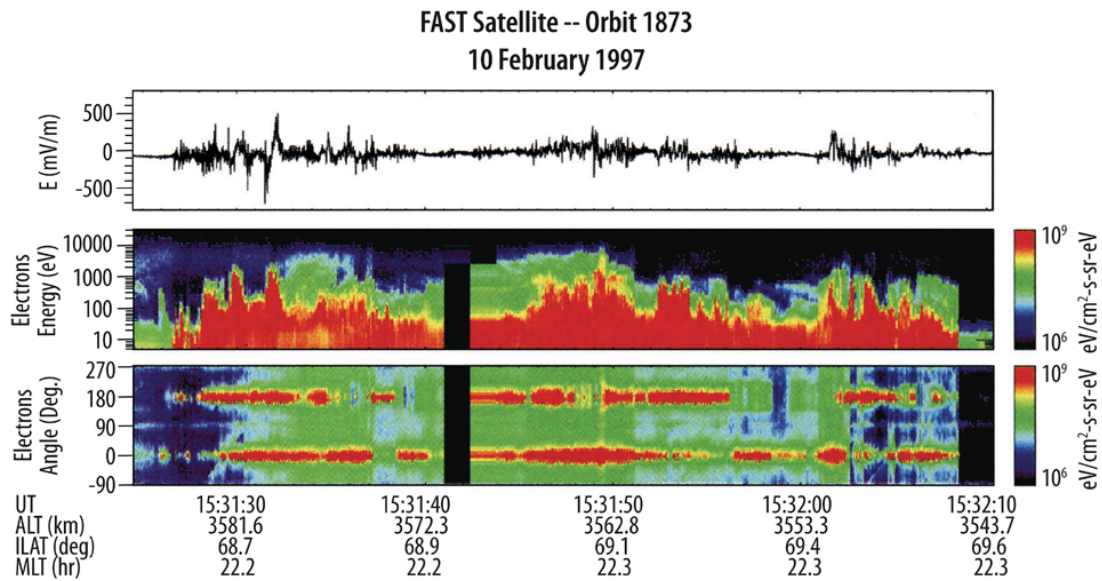 FAST Satellite -- Orbit 1873
10 February 1997
E (mV/m)
500
0
-500
Electrons
Energy (eV)
10000
1000
100
10
10⁹
10⁶
eV/cm²-s-sr-eV
Electrons
Angle (Deg.)
270
180
90
0
-90
10⁹
10⁶
eV/cm²-s-sr-eV
UT 15:31:30 15:31:40 15:31:50 15:32:00 15:32:10
ALT (km) 3581.6 3572.3 3562.8 3553.3 3543.7
ILAT (deg) 68.7 68.9 69.1 69.4 69.6
MLT (hr) 22.2 22.2 22.3 22.3 22.3